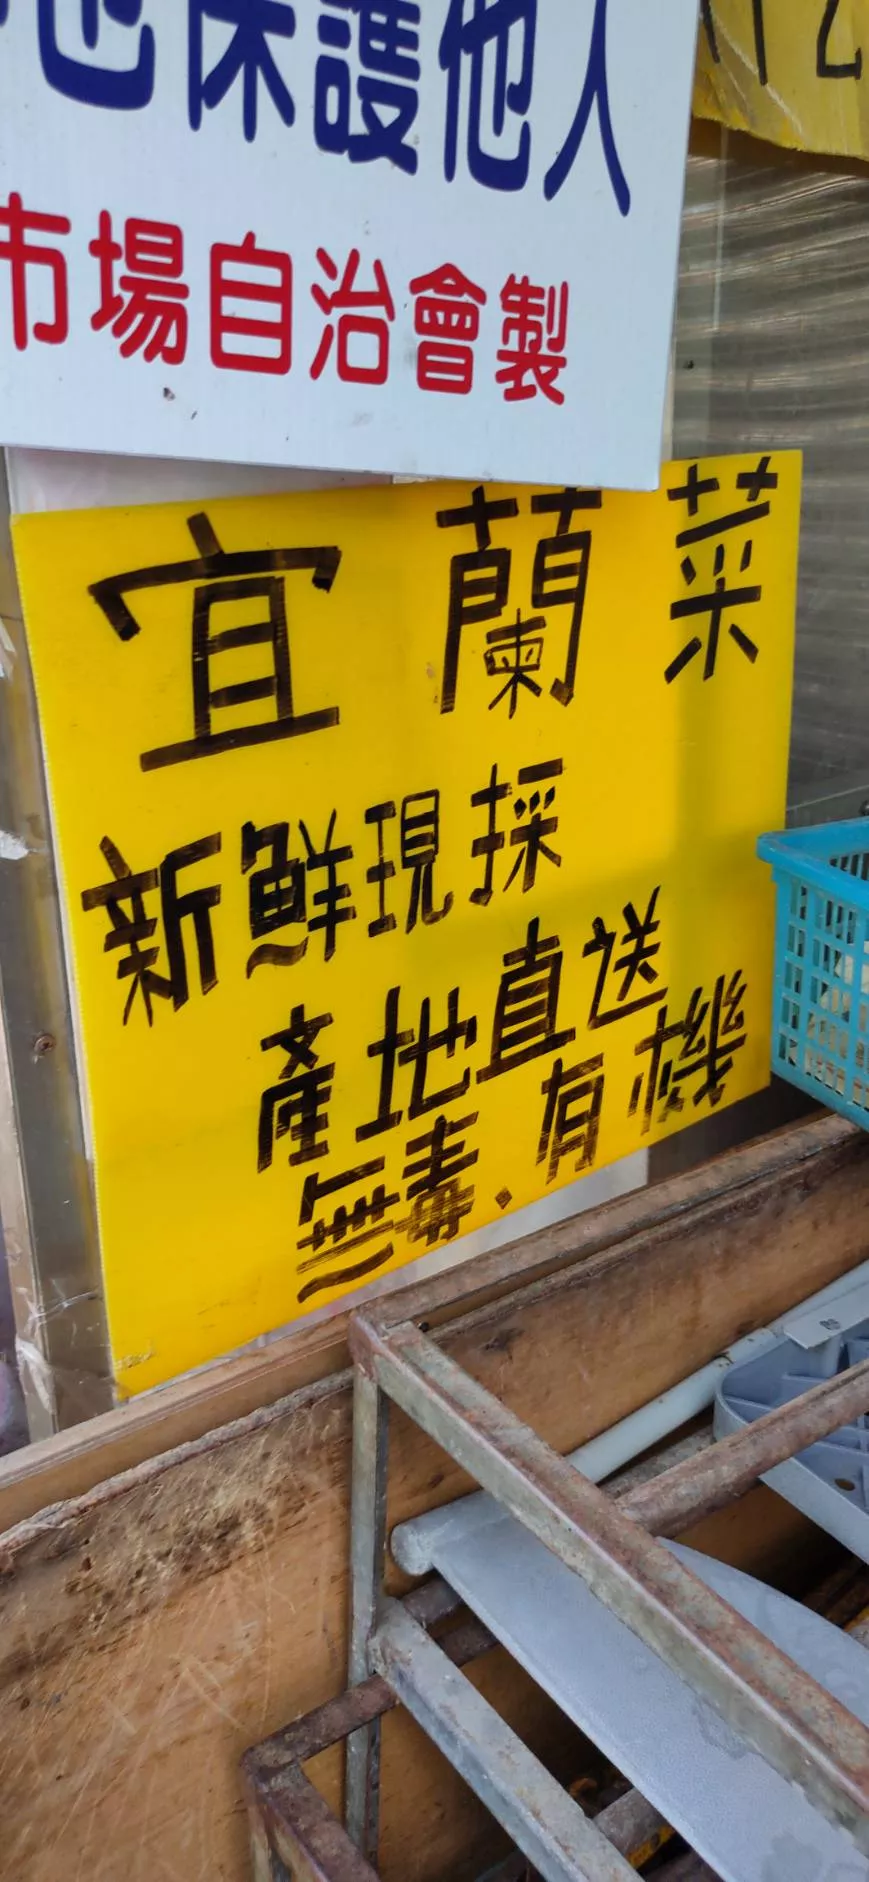 也保護他人
市場自治會製
宜蘭菜
新鮮現採
產地直送
無毒.有機